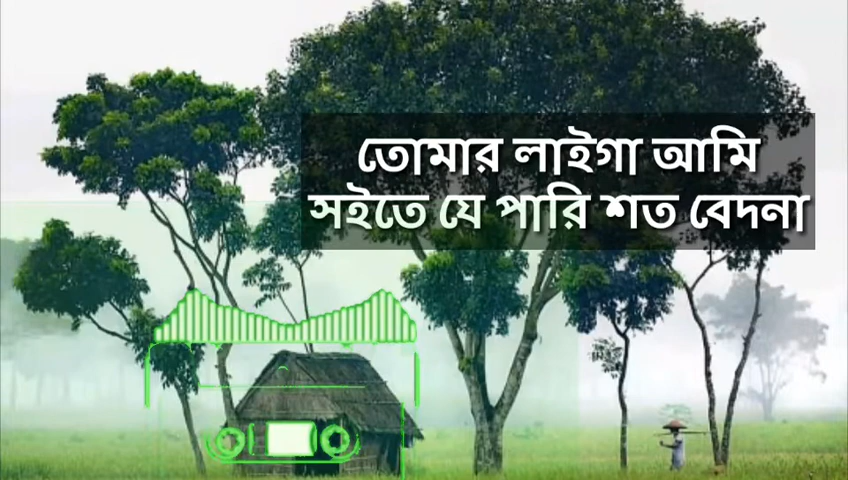 তোমার লাইগা আমি
সইতে যে পারি শত বেদনা